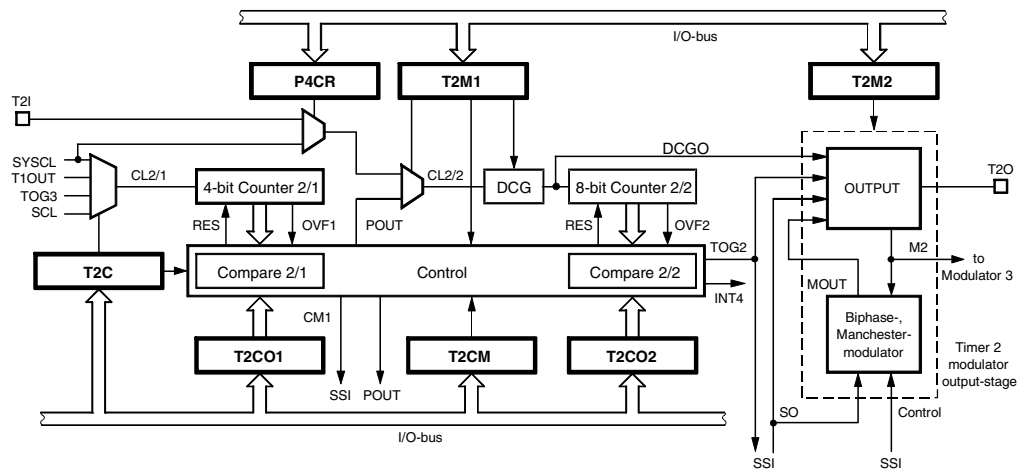 I/O-bus
P4CR
T2M1
T2M2
T2I
SYSCL
T1OUT
TOG3
SCL
CL2/1
4-bit Counter 2/1
CL2/2
DCG
DCGO
8-bit Counter 2/2
OUTPUT
T2O
RES
OVF1
POUT
RES
OVF2
TOG2
M2
to
Modulator 3
T2C
Compare 2/1
Control
Compare 2/2
INT4
MOUT
Biphase-,
Manchester-
modulator
CM1
T2CO1
T2CM
T2CO2
Timer 2
modulator
output-stage
SSI
POUT
SO
Control
I/O-bus
SSI
SSI